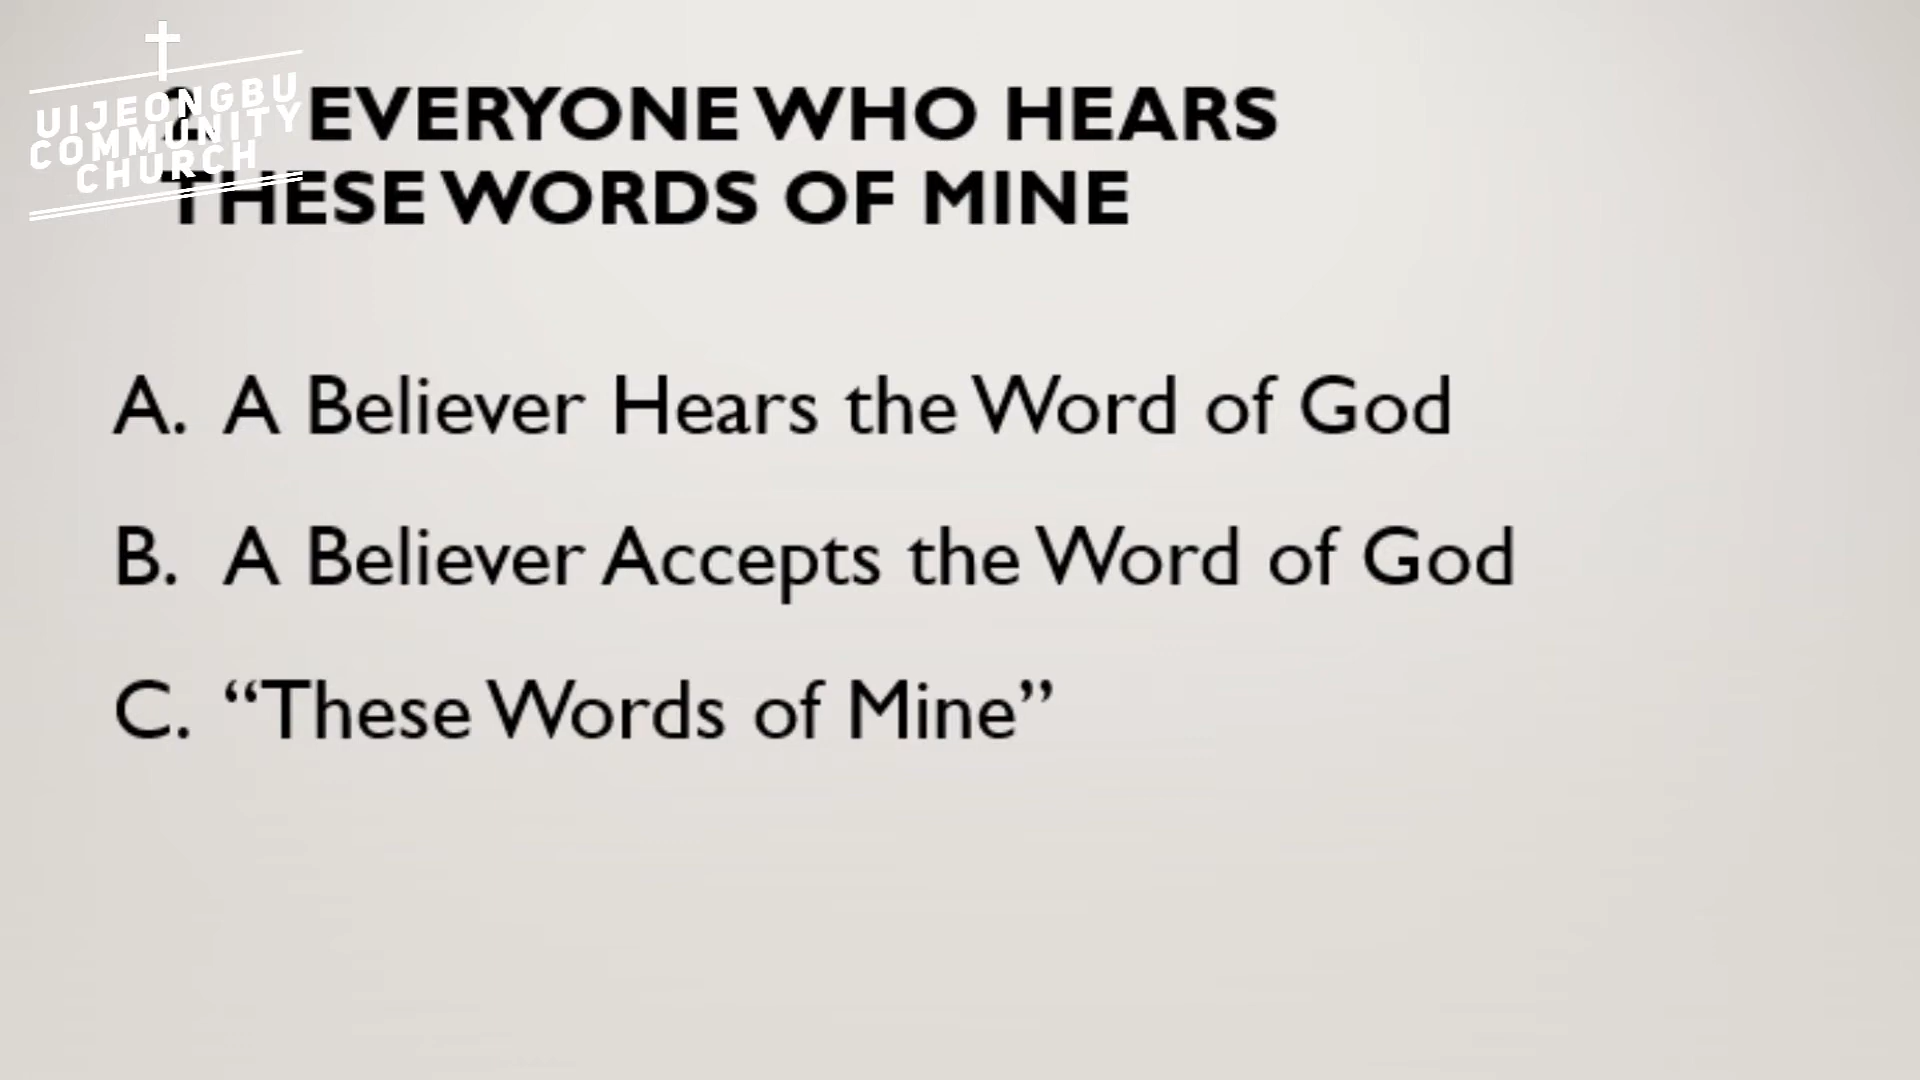 UIJEONGBU
COMMUNITY
CHURCH
EVERYONE WHO HEARS
THESE WORDS OF MINE
A. A Believer Hears the Word of God
B. A Believer Accepts the Word of God
C. “These Words of Mine”